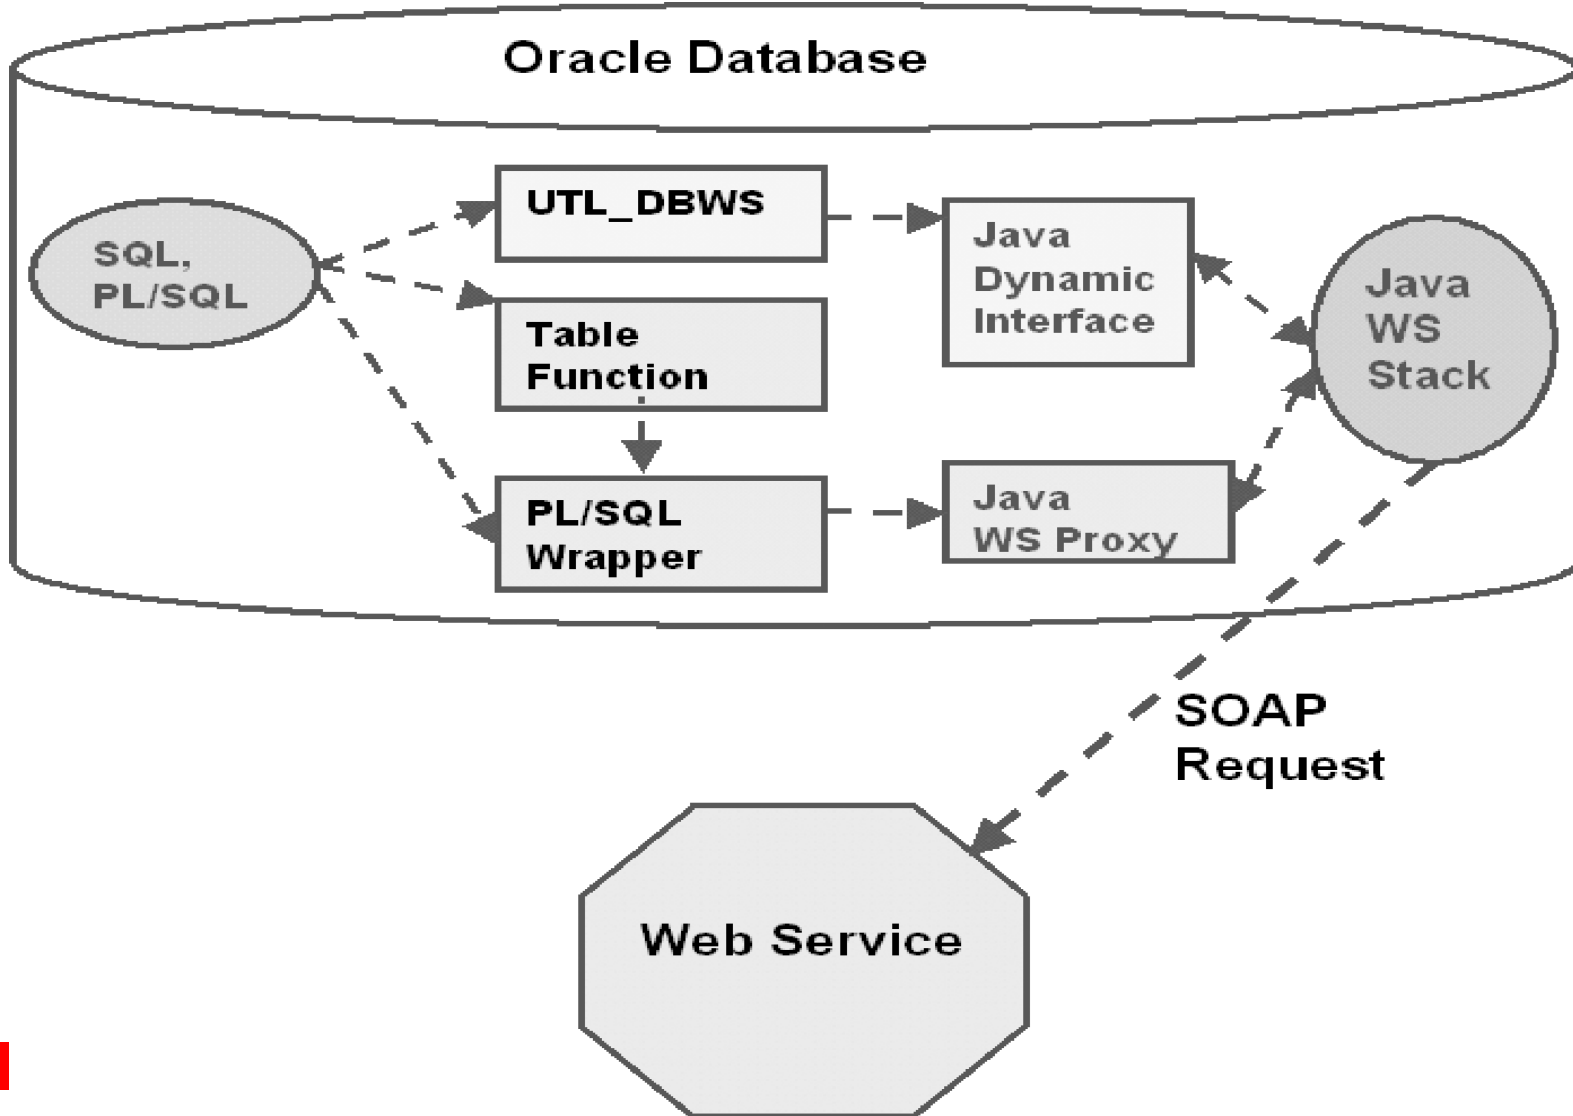 Oracle Database
SQL,
PL/SQL
UTL_DBWS
Table
Function
PL/SQL
Wrapper
Java
Dynamic
Interface
Java
WS Proxy
Java
WS
Stack
SOAP
Request
Web Service